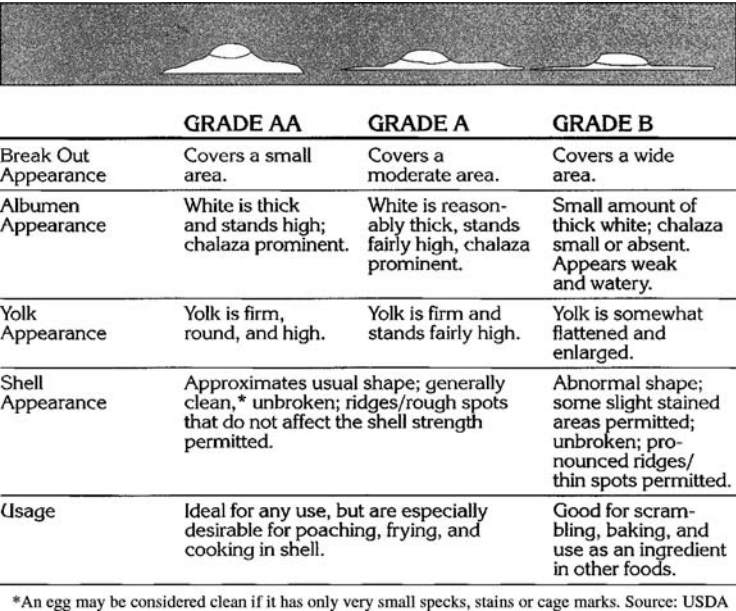 GRADE AA GRADE A GRADE B
Break Out Appearance
Covers a small area.
Covers a moderate area.
Covers a wide area.
Albumen Appearance
White is thick and stands high; chalaza prominent.
White is reason- ably thick, stands fairly high, chalaza prominent.
Small amount of thick white; chalaza small or absent. Appears weak and watery.
Yolk Appearance
Yolk is firm, round, and high.
Yolk is firm and stands fairly high.
Yolk is somewhat flattened and enlarged.
Shell Appearance
Approximates usual shape; generally clean,* unbroken; ridges/rough spots that do not affect the shell strength permitted.
Abnormal shape; some slight stained areas permitted; unbroken; pro- nounced ridges/ thin spots permitted.
Usage
Ideal for any use, but are especially desirable for poaching, frying, and cooking in shell.
Good for scram- bling, baking, and use as an ingredient in other foods.
*An egg may be considered clean if it has only very small specks, stains or cage marks. Source: USDA